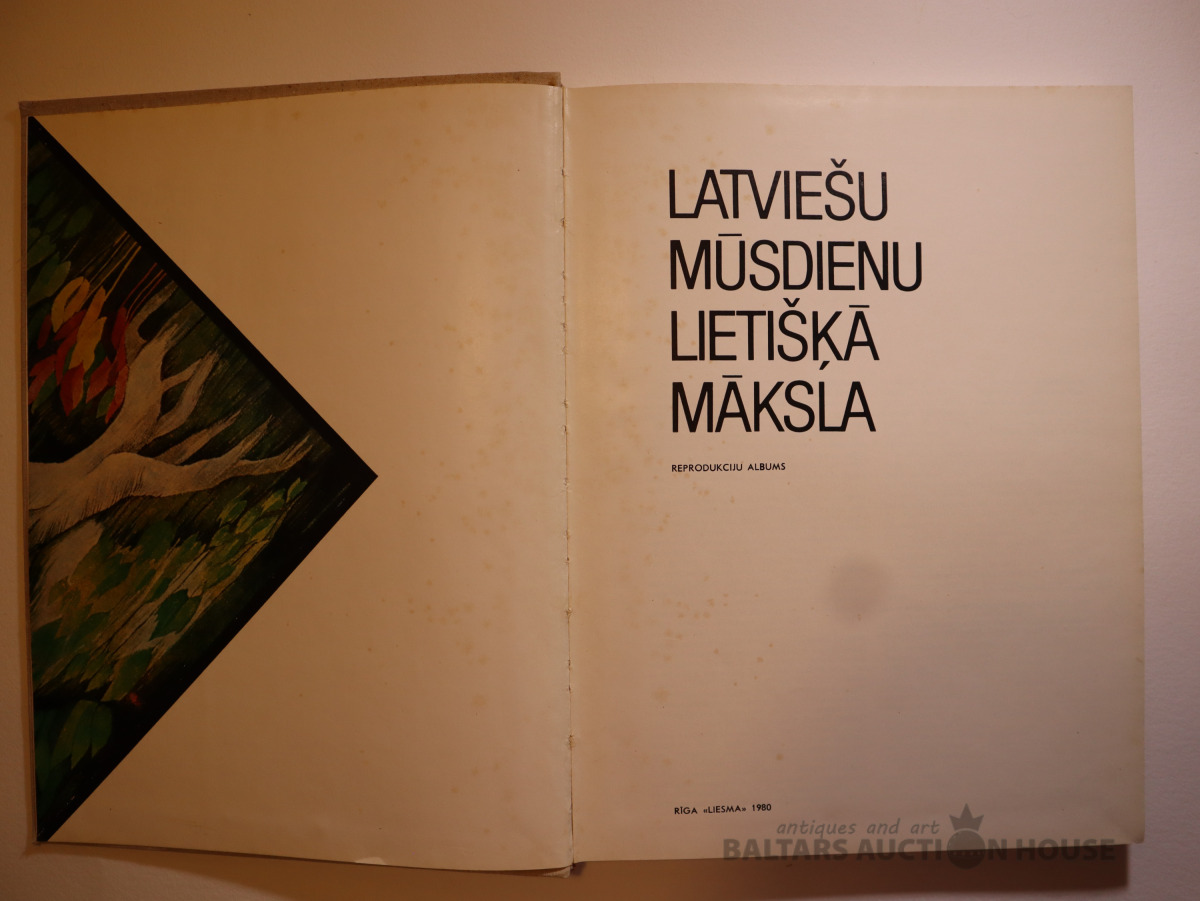 LATVIEŠU
MŪSDIENU
LIETIŠĶĀ
MĀKSLA
REPRODUKCIJU ALBUMS
RĪGA «LIESMA» 1980
antiques and art
BALTARS AUCTION HOUSE